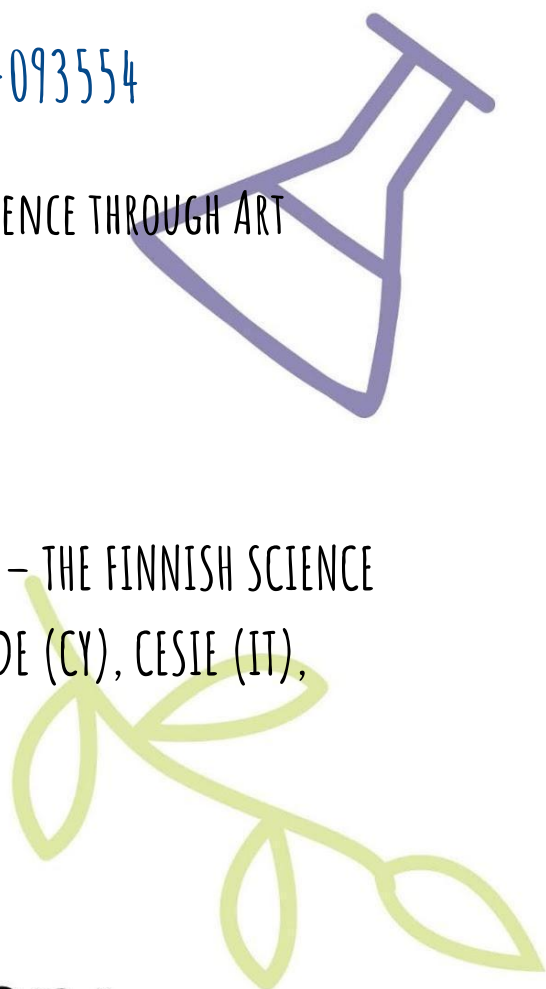 -093554
ENCE THROUGH ART
– THE FINNISH SCIENCE
DE (CY), CESIE (IT),